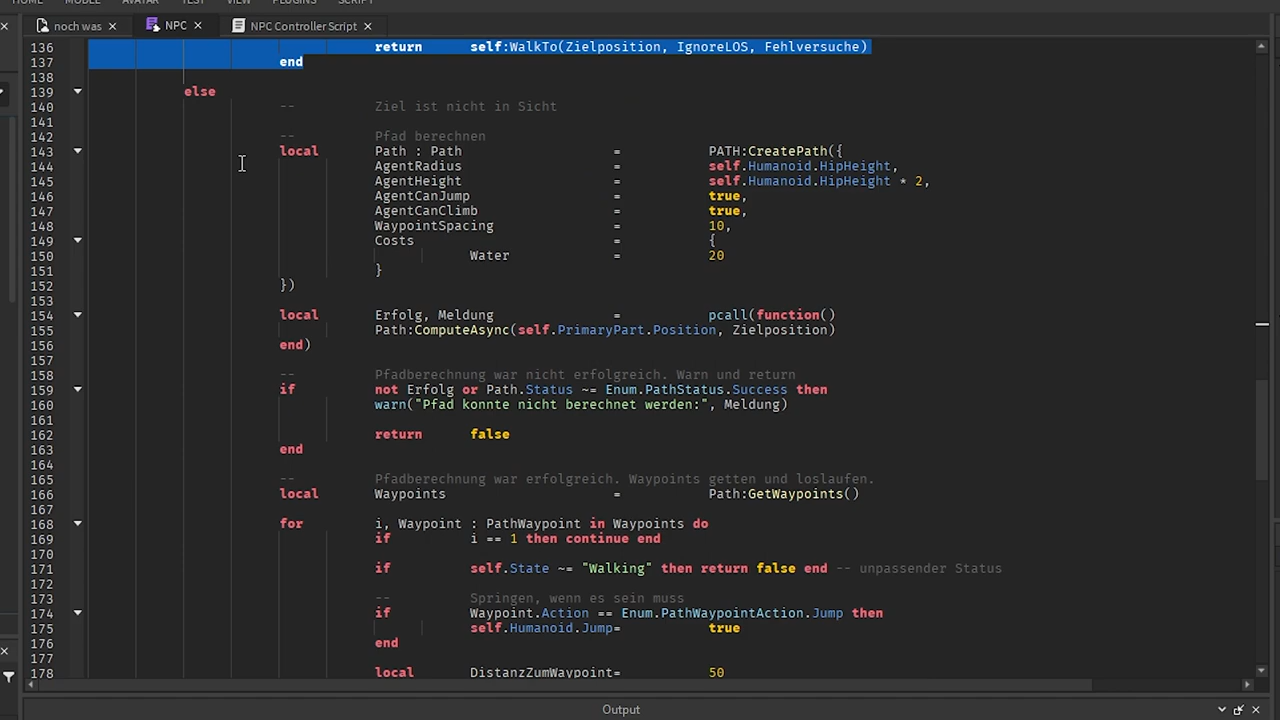 HOME MODEL AVATAR TEST VIEW PLUGINS SCRIPT
noch was NPC NPC Controller Script
136 return self:WalkTo(Zielposition, IgnoreLOS, Fehlversuche)
137 end
138
139 else
140 -- Ziel ist nicht in Sicht
141
142 -- Pfad berechnen
143 local Path : Path = PATH:CreatePath({
144 AgentRadius = self.Humanoid.HipHeight,
145 AgentHeight = self.Humanoid.HipHeight * 2,
146 AgentCanJump = true,
147 AgentCanClimb = true,
148 WaypointSpacing = 10,
149 Costs = {
150 Water = 20
151 }
152 })
153
154 local Erfolg, Meldung = pcall(function()
155 Path:ComputeAsync(self.PrimaryPart.Position, Zielposition)
156 end)
157
158 -- Pfadberechnung war nicht erfolgreich. Warn und return
159 if not Erfolg or Path.Status ~= Enum.PathStatus.Success then
160 warn("Pfad konnte nicht berechnet werden:", Meldung)
161
162 return false
163 end
164
165 -- Pfadberechnung war erfolgreich. Waypoints getten und loslaufen.
166 local Waypoints = Path:GetWaypoints()
167
168 for i, Waypoint : PathWaypoint in Waypoints do
169 if i == 1 then continue end
170
171 if self.State ~= "Walking" then return false end -- unpassender Status
172
173 -- Springen, wenn es sein muss
174 if Waypoint.Action == Enum.PathWaypointAction.Jump then
175 self.Humanoid.Jump= true
176 end
177
178 local DistanzZumWaypoint= 50
Output